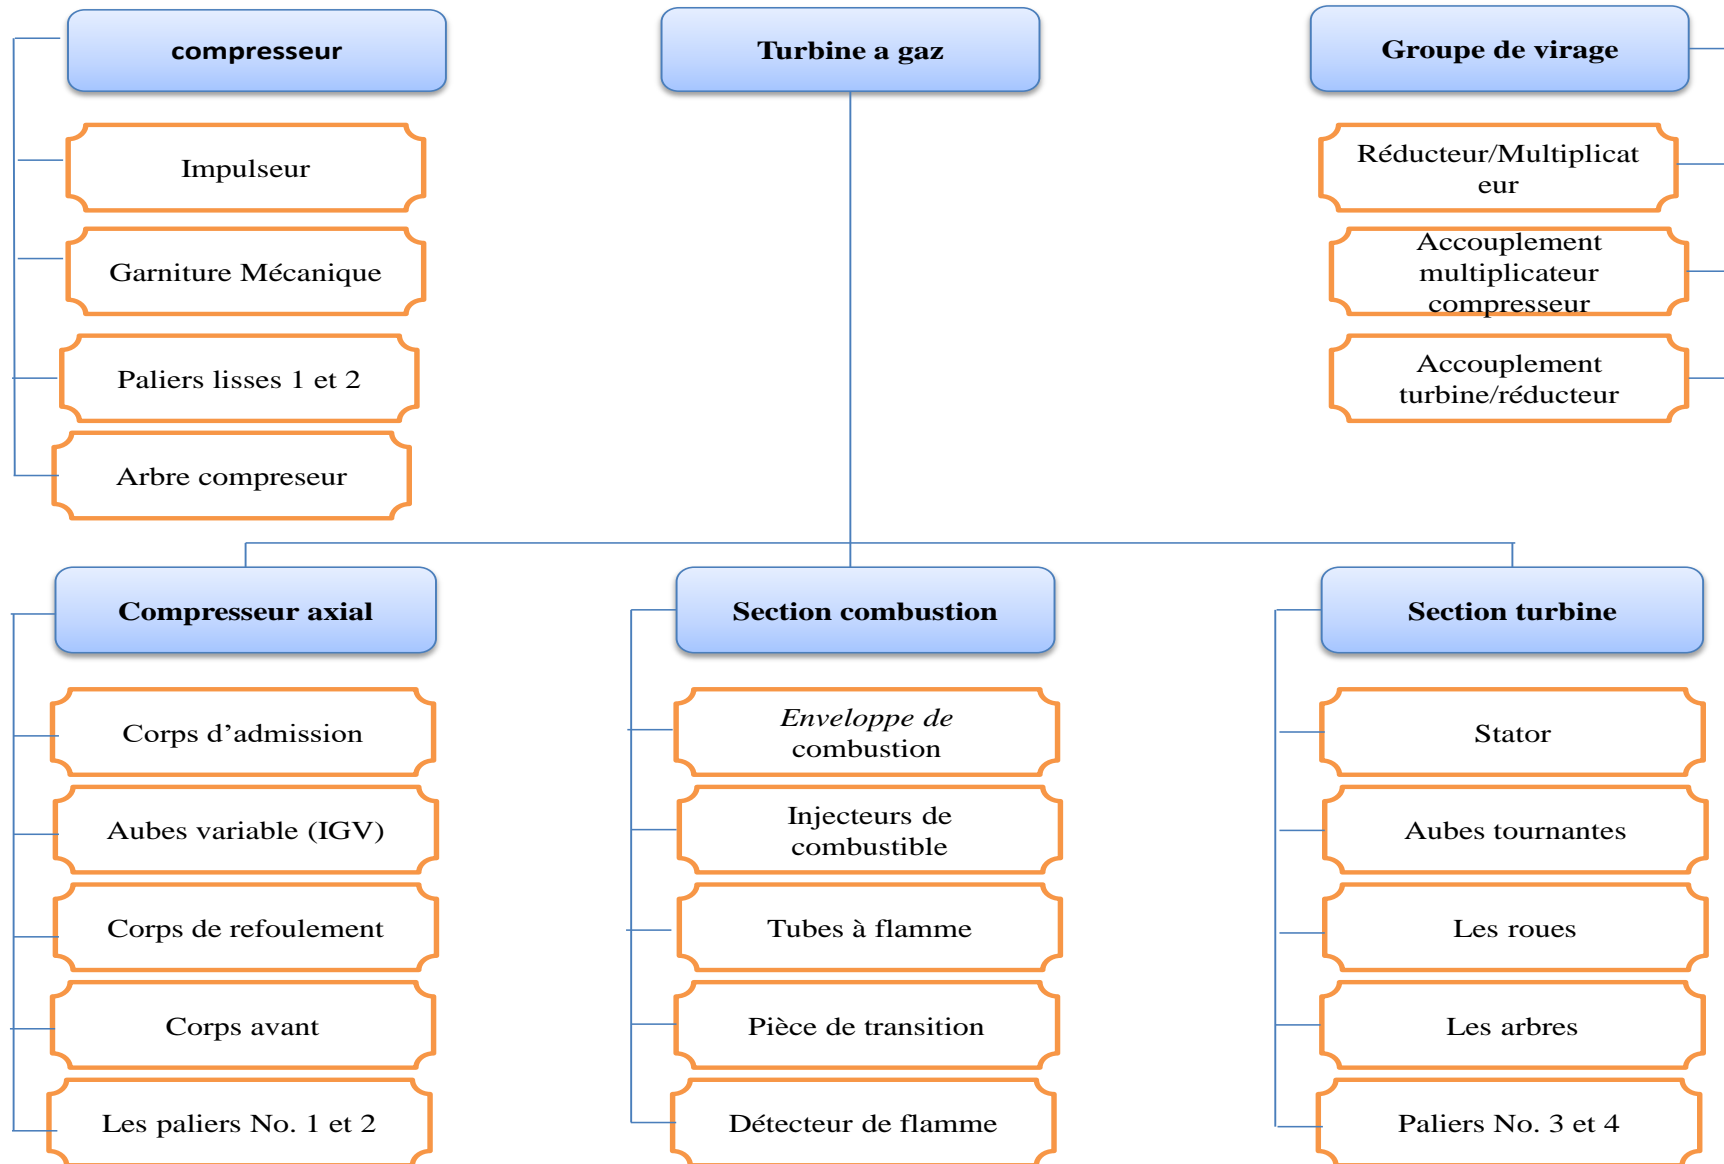 compresseur
Impulseur
Garniture Mécanique
Paliers lisses 1 et 2
Arbre compreseur
Turbine a gaz
Groupe de virage
Réducteur/Multiplicat
eur
Accouplement
multiplicateur
compresseur
Accouplement
turbine/réducteur
Compresseur axial
Corps d’admission
Aubes variable (IGV)
Corps de refoulement
Corps avant
Les paliers No. 1 et 2
Section combustion
Enveloppe de
combustion
Injecteurs de
combustible
Tubes à flamme
Pièce de transition
Détecteur de flamme
Section turbine
Stator
Aubes tournantes
Les roues
Les arbres
Paliers No. 3 et 4